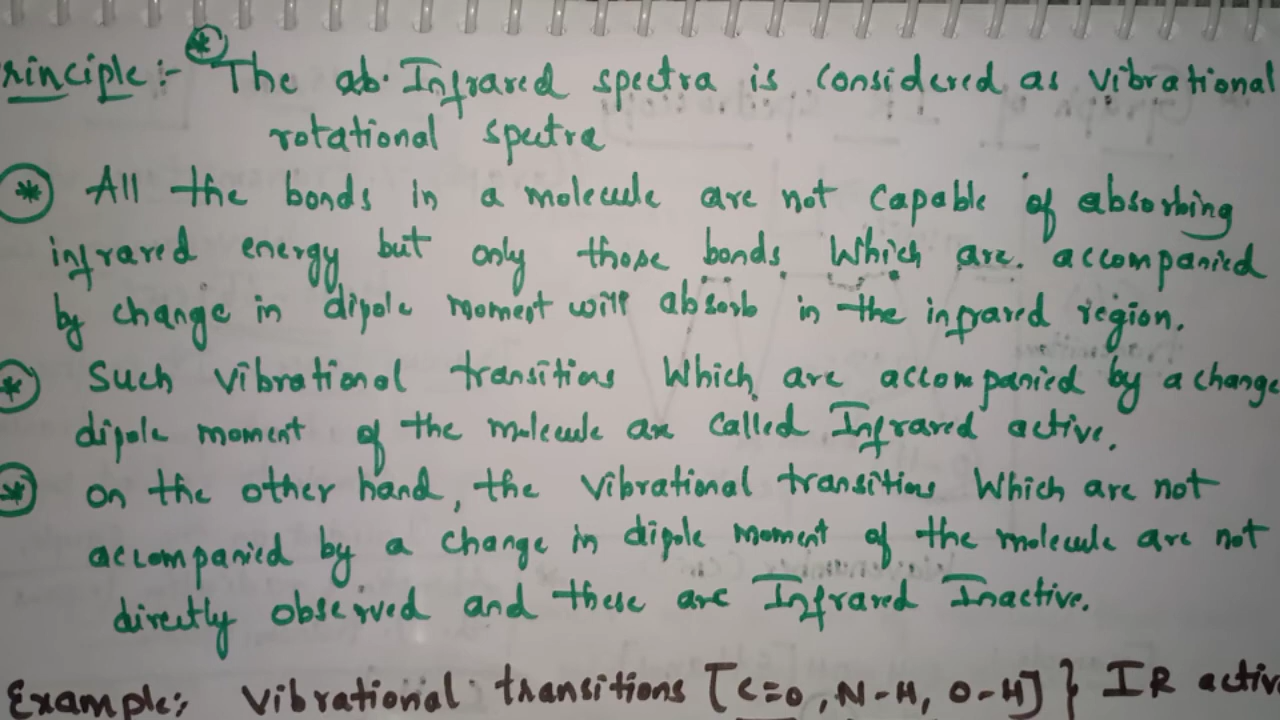 rinciple:- * The ab. Infrared spectra is considered as vibrational
rotational spectra
* All the bonds in a molecule are not capable of absorbing
infrared energy but only those bonds which are accompanied
by change in dipole moment will absorb in the infrared region.
* Such vibrational transitions which are accompanied by a change
dipole moment of the molecule are called Infrared active.
* on the other hand, the vibrational transitions which are not
accompanied by a change in dipole moment of the molecule are not
directly observed and these are Infrared Inactive.
Example; vibrational transitions [C=O, N-H, O-H] } IR activ